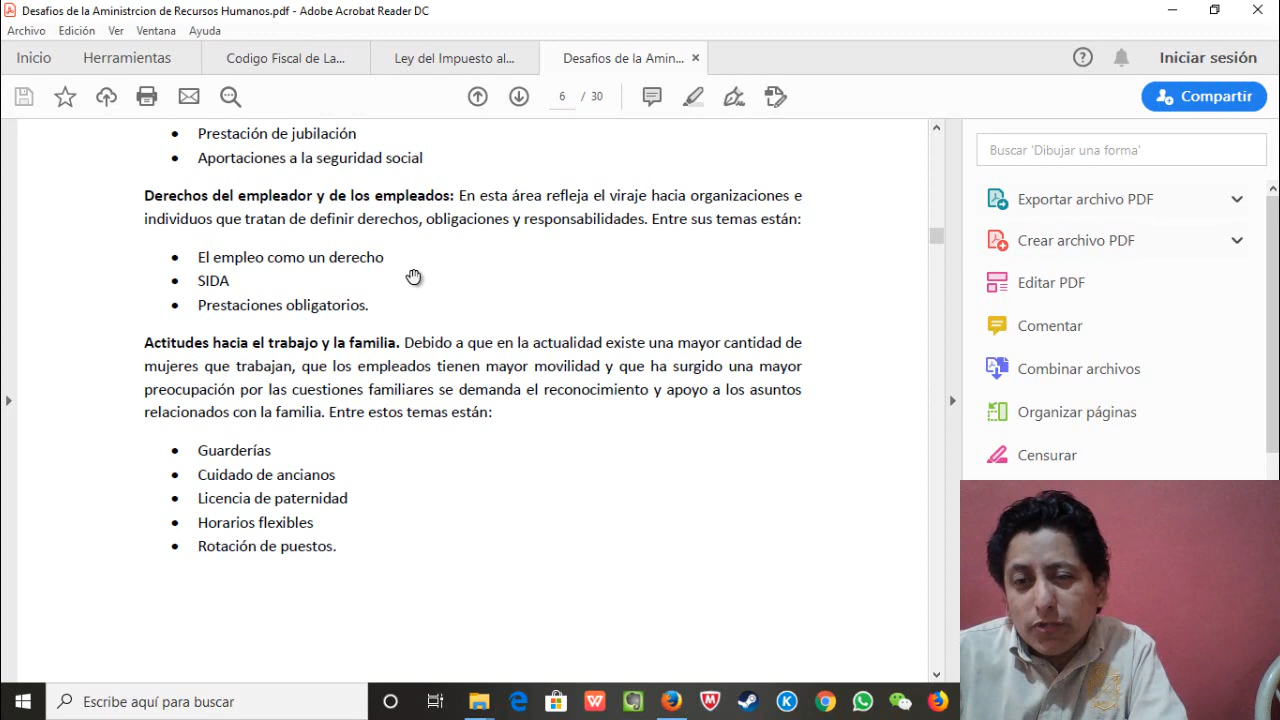 Desafios de la Aministrcion de Recursos Humanos.pdf - Adobe Acrobat Reader DC
Archivo Edición Ver Ventana Ayuda
Inicio Herramientas Codigo Fiscal de La... Ley del Impuesto al... Desafios de la Amin... × Iniciar sesión
6 / 30 Compartir
Prestación de jubilación
Aportaciones a la seguridad social
Derechos del empleador y de los empleados: En esta área refleja el viraje hacia organizaciones e
individuos que tratan de definir derechos, obligaciones y responsabilidades. Entre sus temas están:
El empleo como un derecho
SIDA
Prestaciones obligatorios.
Actitudes hacia el trabajo y la familia. Debido a que en la actualidad existe una mayor cantidad de
mujeres que trabajan, que los empleados tienen mayor movilidad y que ha surgido una mayor
preocupación por las cuestiones familiares se demanda el reconocimiento y apoyo a los asuntos
relacionados con la familia. Entre estos temas están:
Guarderías
Cuidado de ancianos
Licencia de paternidad
Horarios flexibles
Rotación de puestos.
Buscar 'Dibujar una forma'
Exportar archivo PDF
Crear archivo PDF
Editar PDF
Comentar
Combinar archivos
Organizar páginas
Censurar
Escribe aquí para buscar